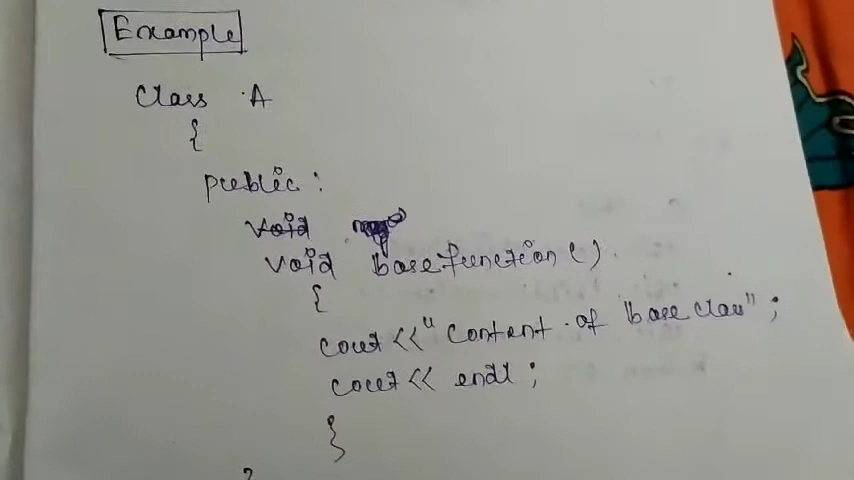 Example
Class A
{
public:
void
void basefunction()
{
cout<<"Content of base class";
cout<< endl;
}
}